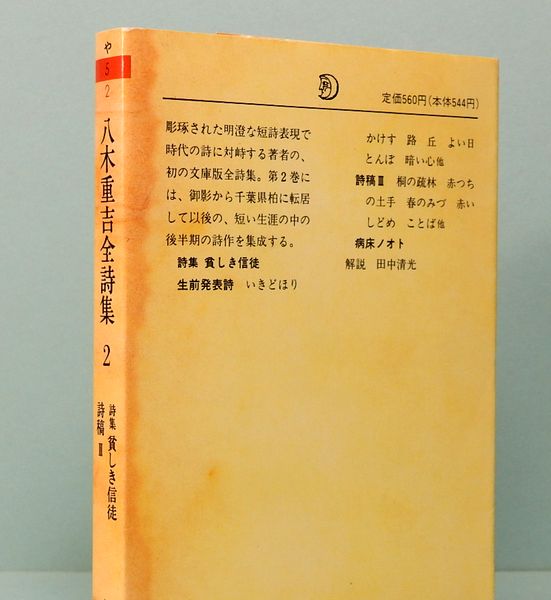 や
5
2
八木重吉全詩集 2
詩集 貧しき信徒
詩稿 Ⅲ
定価560円(本体544円)
彫琢された明澄な短詩表現で
時代の詩に対峙する著者の、
初の文庫版全詩集。第2巻に
は、御影から千葉県柏に転居
して以後の、短い生涯の中の
後半期の詩作を集成する。
詩集 貧しき信徒
生前発表詩 いきどほり
かけす 路 丘 よい日
とんぼ 暗い心他
詩稿Ⅲ 桐の疏林 赤つち
の土手 春のみづ 赤い
しどめ ことば他
病床ノオト
解説 田中清光